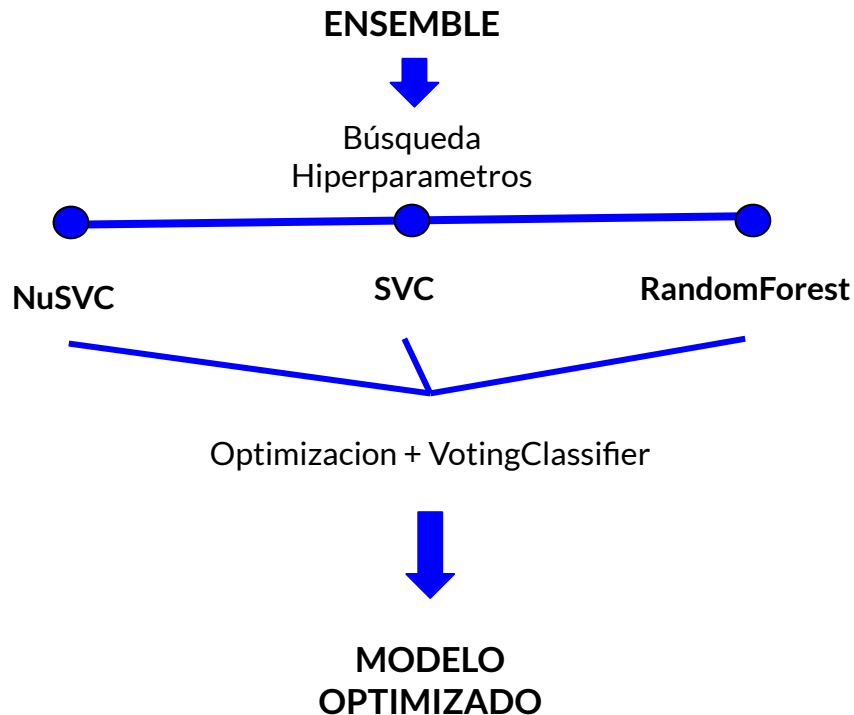 ENSEMBLE
Búsqueda
Hiperparametros
NuSVC
SVC
RandomForest
Optimizacion + VotingClassifier
MODELO
OPTIMIZADO